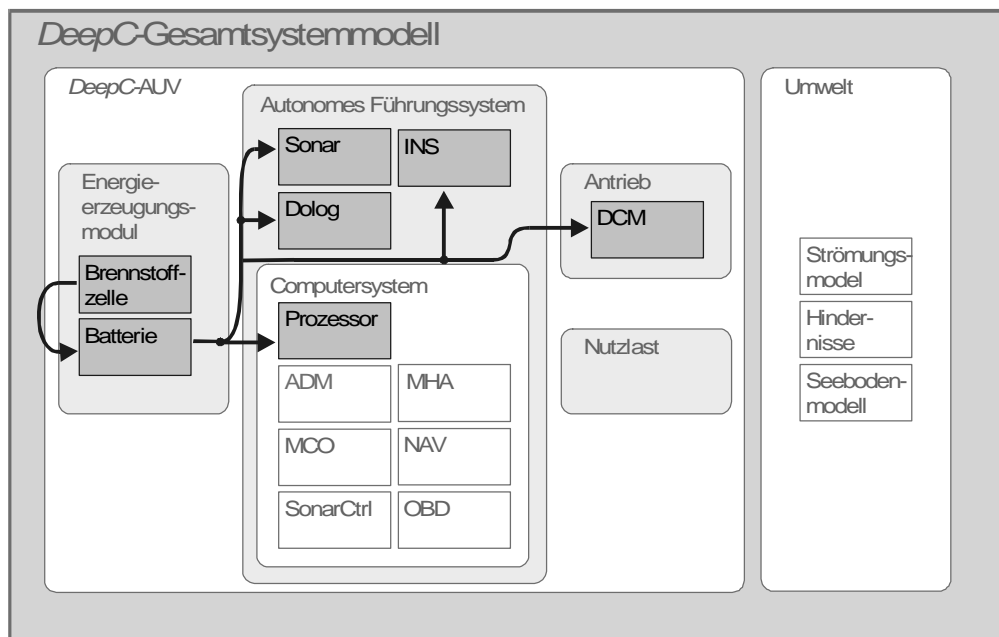 DeepC-Gesamtsystemmodell
DeepC-AUV
Umwelt
Autonomes Führungssystem
Sonar
INS
Energie-
erzeugungs-
modul
Antrieb
Dolog
DCM
Brennstoff-
zelle
Strömungs-
model
Computersystem
Batterie
Prozessor
Hinder-
nisse
Nutzlast
ADM
MHA
Seeboden-
modell
MCO
NAV
SonarCtrl
OBD